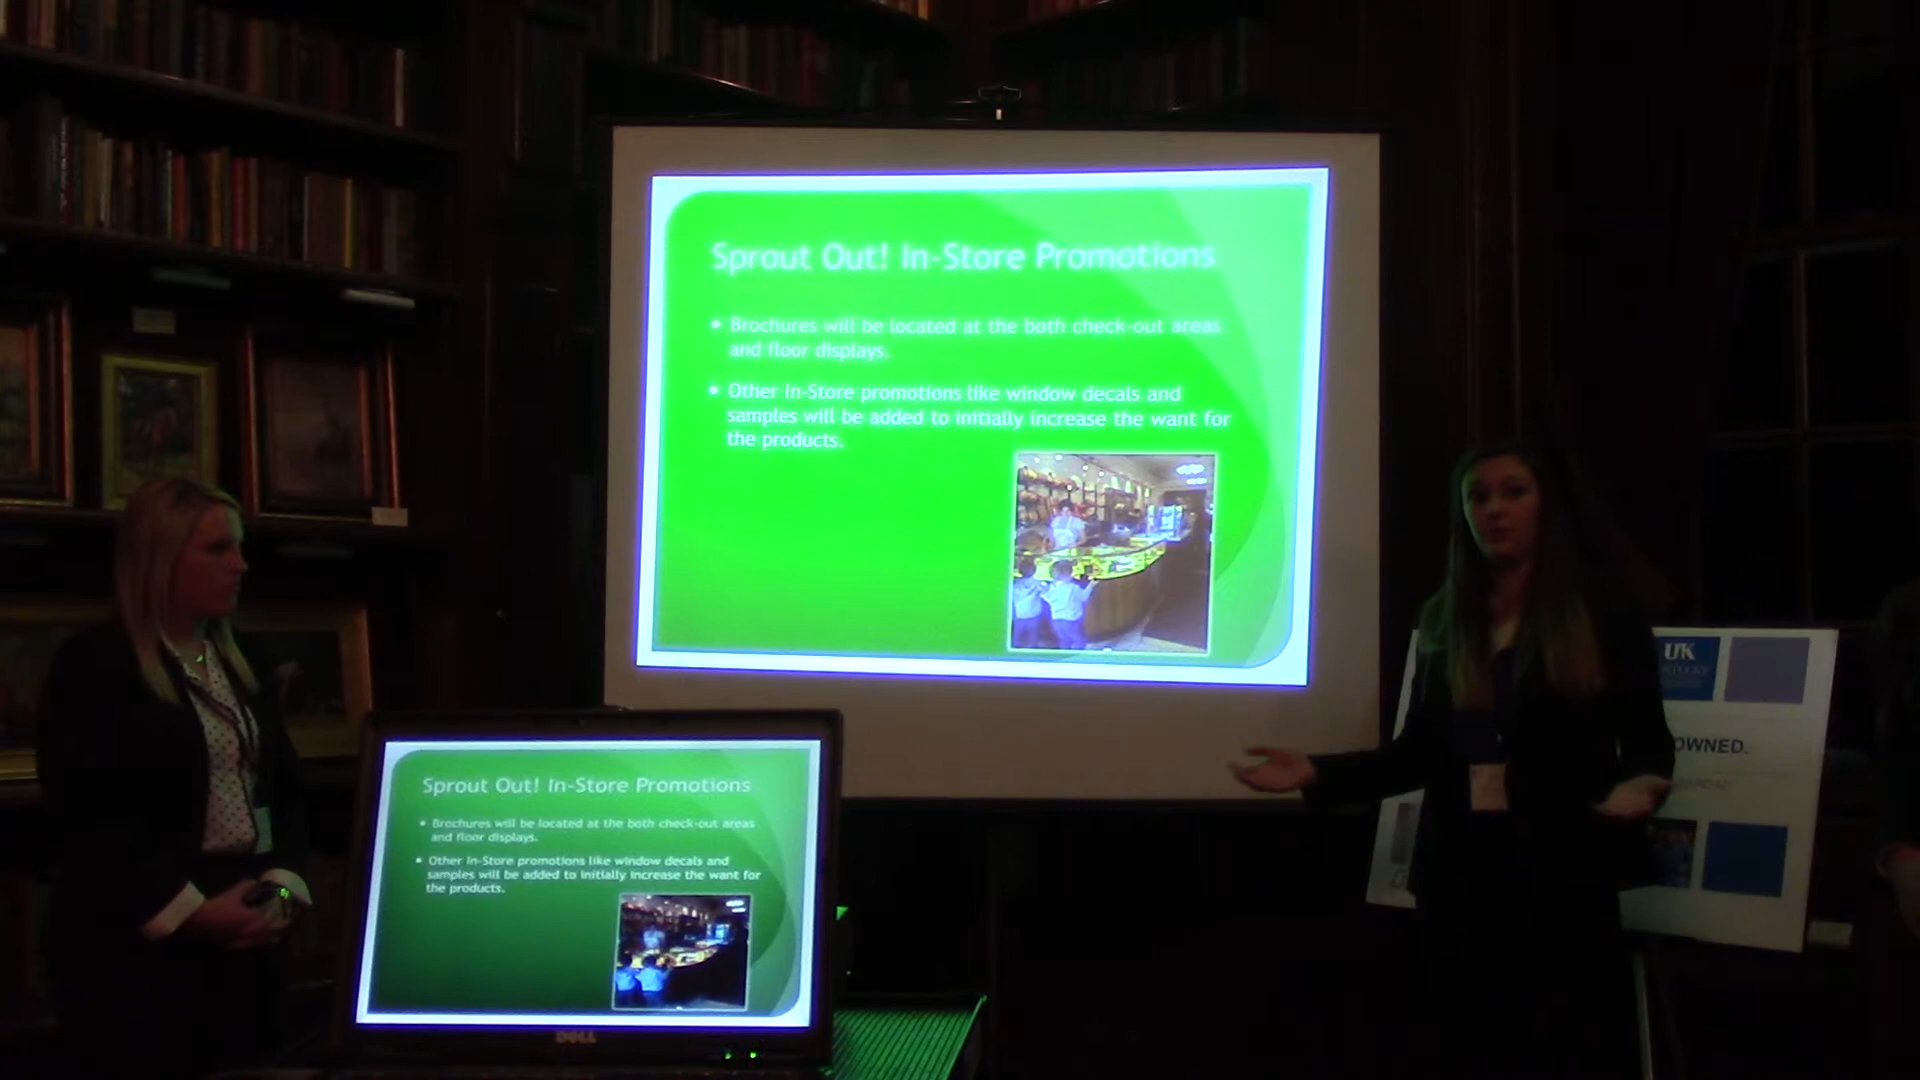 Sprout Out! In-Store Promotions
• Brochures will be located at the both check-out areas
and floor displays.
• Other In-Store promotions like window decals and
samples will be added to initially increase the want for
the products.
Sprout Out! In-Store Promotions
• Brochures will be located at the both check-out areas
and floor displays.
• Other In-Store promotions like window decals and
samples will be added to initially increase the want for
the products.
DELL
UK
OWNED.